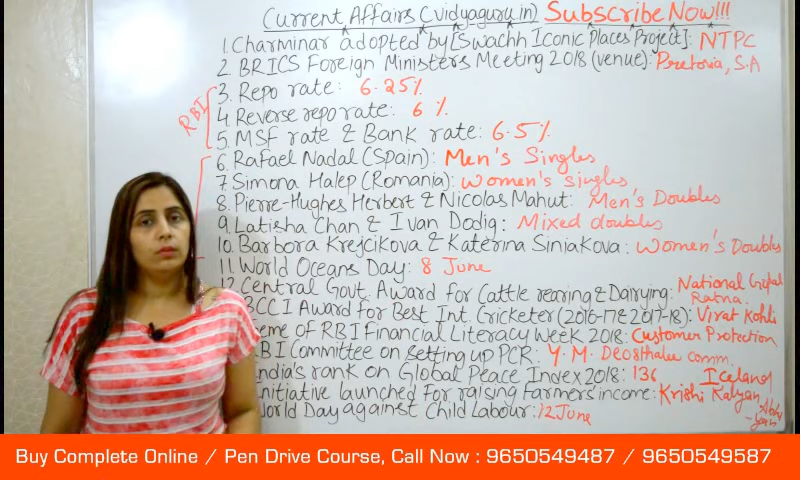 Current Affairs (vidyaguru.in) Subscribe Now!!!
1. Charminar adopted by [Swachh Iconic Places Project]: NTPC
2. BRICS Foreign Ministers Meeting 2018 (venue): Pretoria, S.A
RBI
3. Repo rate: 6.25%
4. Reverse repo rate: 6%
5. MSF rate & Bank rate: 6.5%
6. Rafael Nadal (Spain): Men's Singles
7. Simona Halep (Romania): Women's singles
8. Pierre-Hughes Herbert & Nicolas Mahut: Men's Doubles
9. Latisha Chan & Ivan Dodig: Mixed doubles
10. Barbora Krejcikova & Katerina Siniakova: Women's Doubles
11. World Oceans Day: 8 June
12. Central Govt. Award for Cattle rearing & Dairying: National Gopal Ratna.
BCCI Award for Best Int. Cricketer (2016-17 & 2017-18): Virat Kohli
eme of RBI Financial Literacy Week 2018: Customer Protection
BI Committee on setting up PCR: Y.M. Deosthalee comm.
India's rank on Global Peace Index 2018: 136 Iceland
nitiative launched for raising Farmers' income: Krishi Kalyan
World Day against Child Labour: 12 June
Buy Complete Online / Pen Drive Course, Call Now : 9650549487 / 9650549587